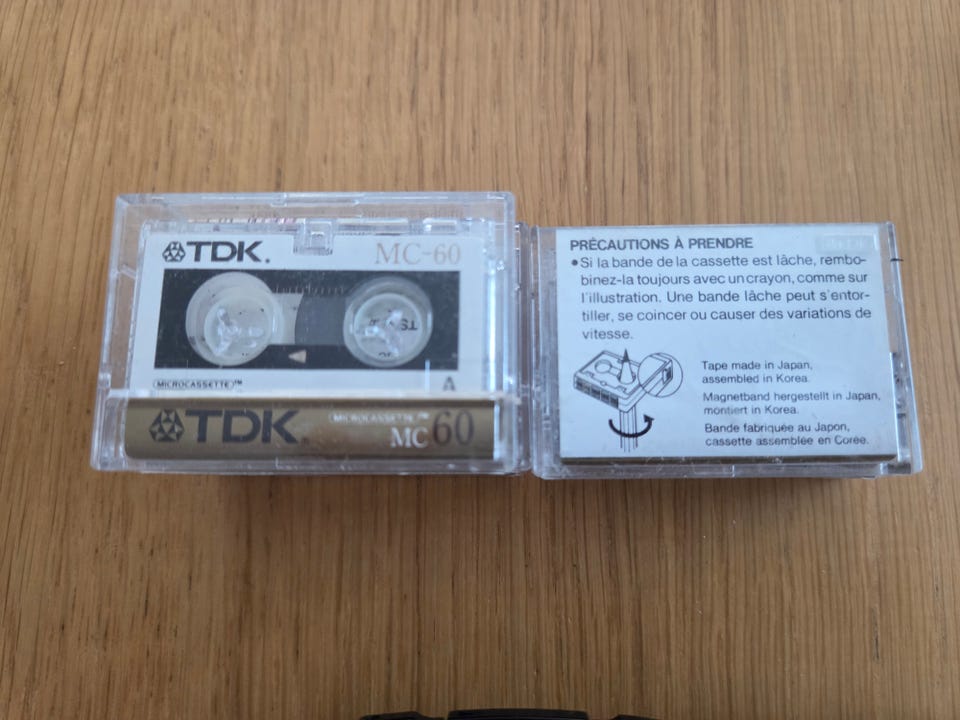 TDK.
MC-60
MICROCASSETTE™
A
TDK.
MICROCASSETTE™
MC 60
PRÉCAUTIONS À PRENDRE
•Si la bande de la cassette est lâche, rembo-
binez-la toujours avec un crayon, comme sur
l'illustration. Une bande lâche peut s'entor-
tiller, se coincer ou causer des variations de
vitesse.
Tape made in Japan,
assembled in Korea.
Magnetband hergestellt in Japan,
montiert in Korea.
Bande fabriquée au Japon,
cassette assemblée en Corée.